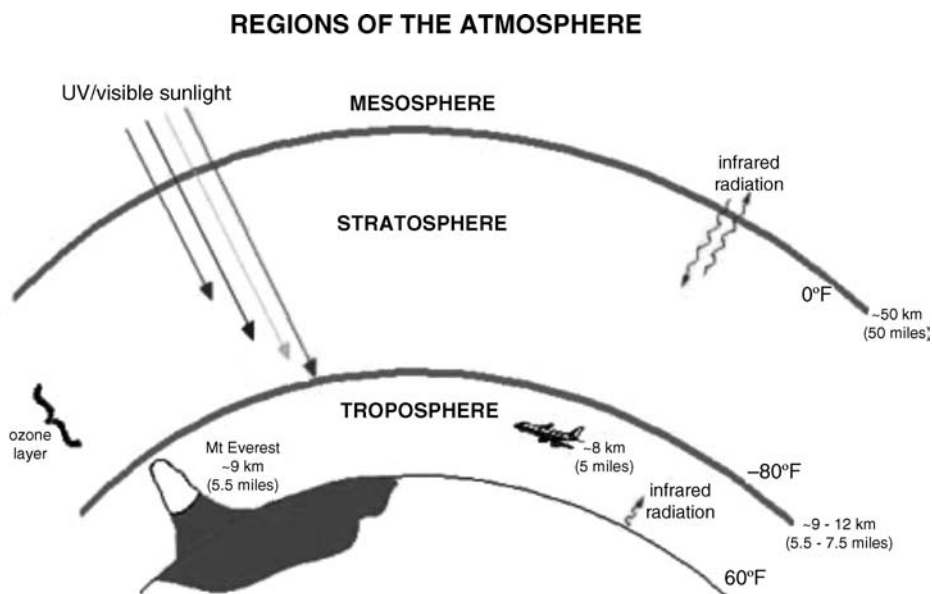 REGIONS OF THE ATMOSPHERE
UV/visible sunlight
MESOSPHERE
infrared
radiation
STRATOSPHERE
0ºF
~50 km
(50 miles)
TROPOSPHERE
ozone
layer
Mt Everest
~9 km
(5.5 miles)
~8 km
(5 miles)
–80ºF
infrared
radiation
~9 - 12 km
(5.5 - 7.5 miles)
60ºF